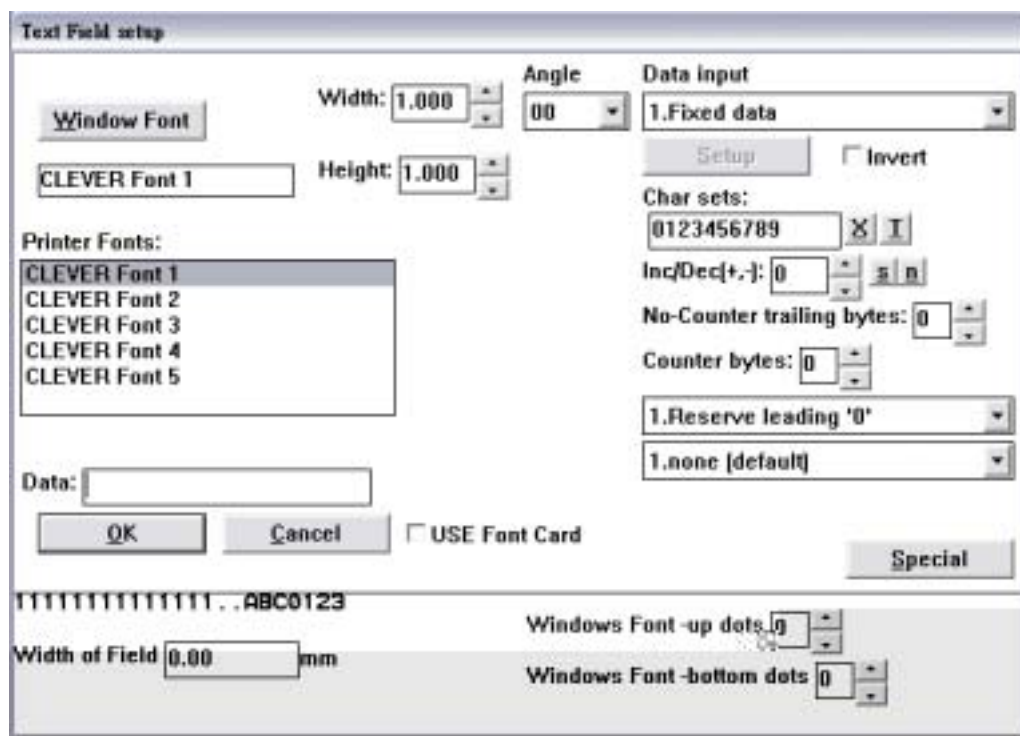 Text Field setup
Window Font
Width: 1.000
Angle
00
Data input
1.Fixed data
Setup
Invert
CLEVER Font 1
Height: 1.000
Char sets:
0123456789 X I
Printer Fonts:
CLEVER Font 1
CLEVER Font 2
CLEVER Font 3
CLEVER Font 4
CLEVER Font 5
Inc/Dec(+,-): 0 s n
No-Counter trailing bytes: 0
Counter bytes: 0
1.Reserve leading '0'
1.none (default)
Data:
OK
Cancel
USE Font Card
Special
111111111111111..ABC0123
Windows Font -up dots 0
Width of Field 0.00 mm
Windows Font -bottom dots 0